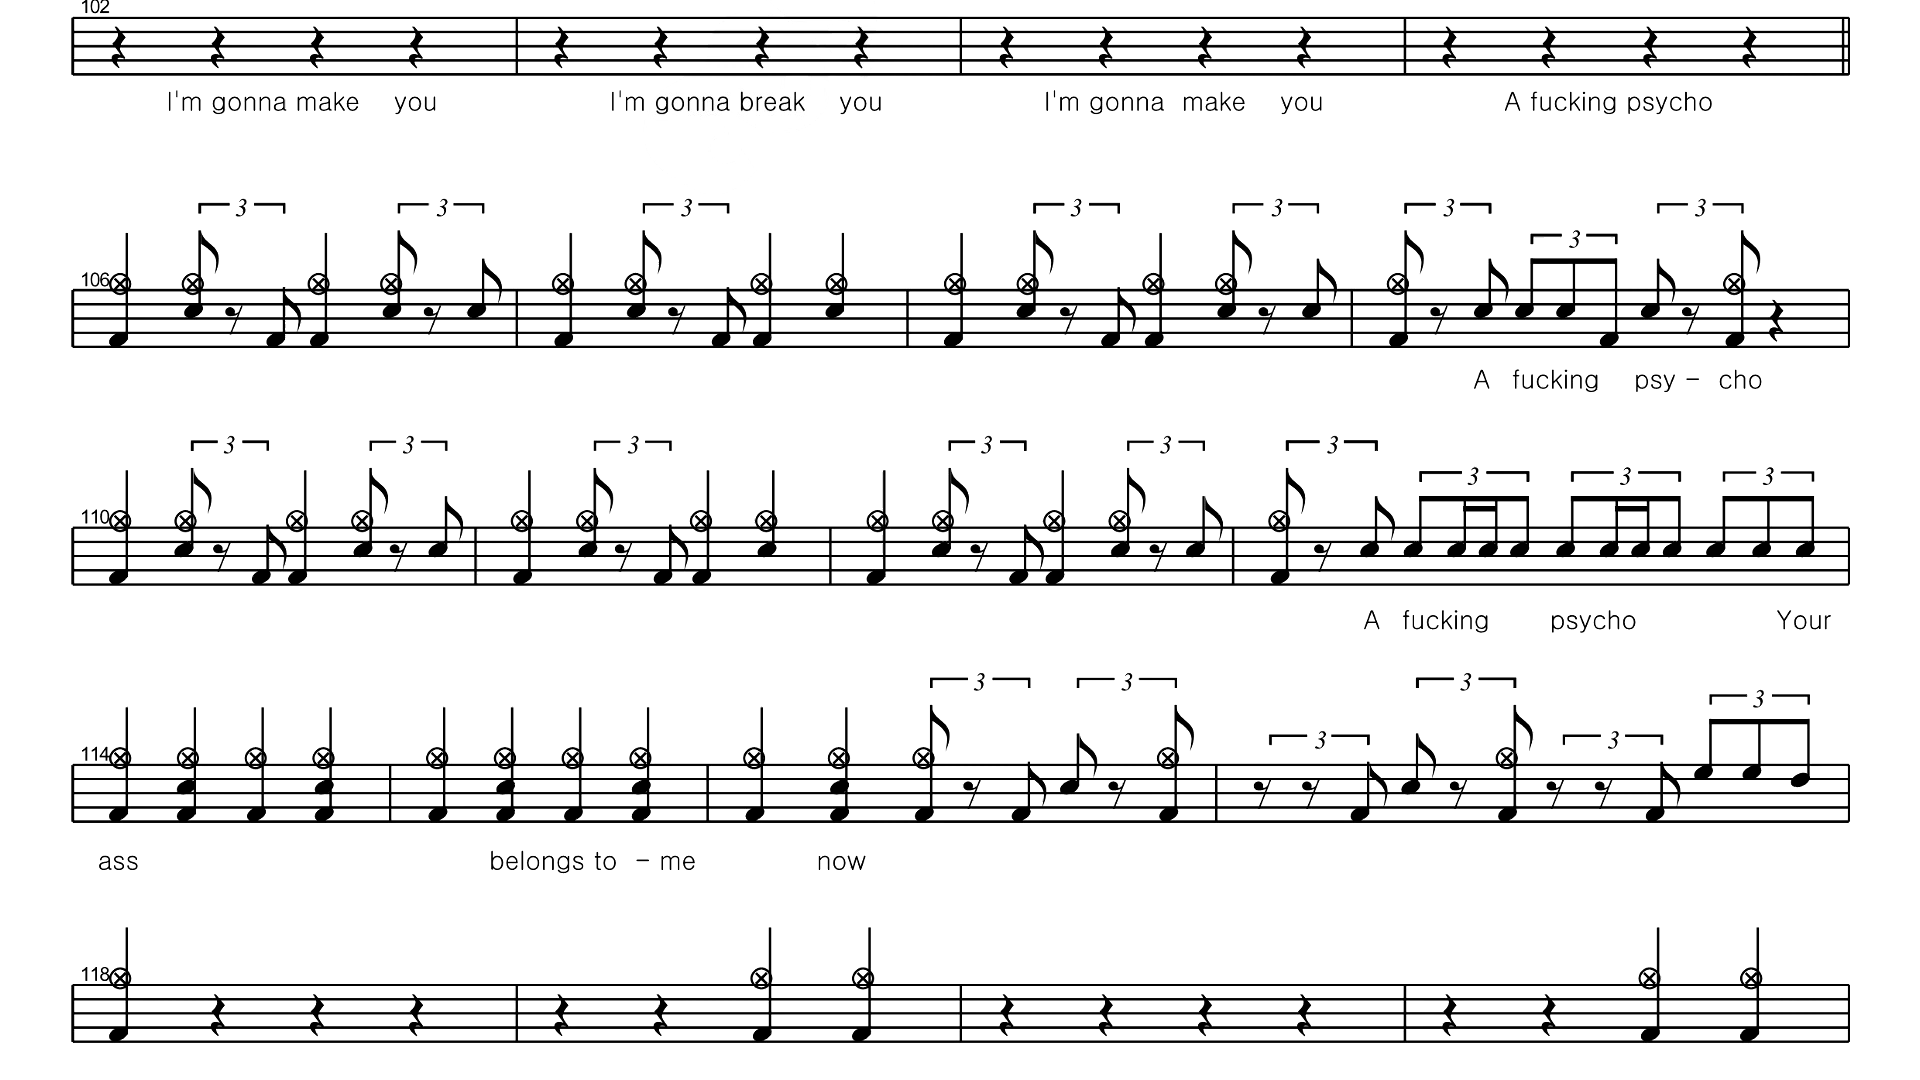 102
I'm gonna make you I'm gonna break you I'm gonna make you A fucking psycho
3 3 3 3 3 3 3 3
106
A fucking psy – cho
3 3 3 3 3 3 3 3 3
110
A fucking psycho Your
3 3 3 3 3 3
114
ass belongs to – me now
118